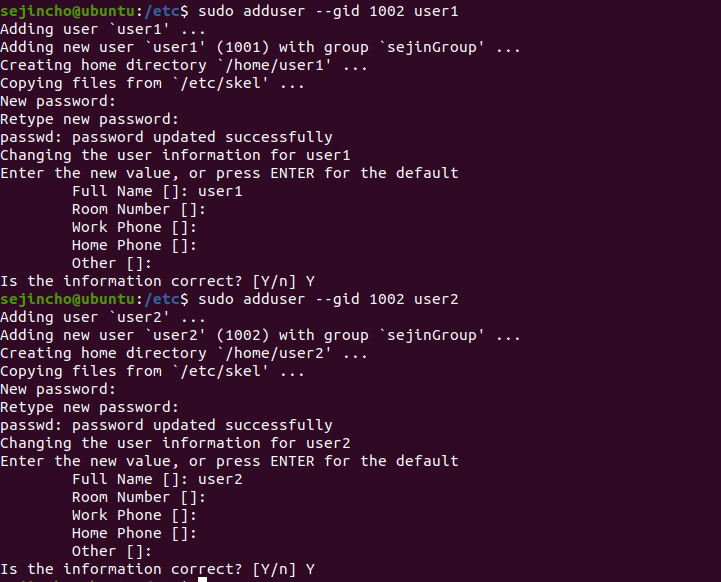 sejincho@ubuntu:/etc$ sudo adduser --gid 1002 user1
Adding user `user1' ...
Adding new user `user1' (1001) with group `sejinGroup' ...
Creating home directory `/home/user1' ...
Copying files from `/etc/skel' ...
New password:
Retype new password:
passwd: password updated successfully
Changing the user information for user1
Enter the new value, or press ENTER for the default
        Full Name []: user1
        Room Number []:
        Work Phone []:
        Home Phone []:
        Other []:
Is the information correct? [Y/n] Y
sejincho@ubuntu:/etc$ sudo adduser --gid 1002 user2
Adding user `user2' ...
Adding new user `user2' (1002) with group `sejinGroup' ...
Creating home directory `/home/user2' ...
Copying files from `/etc/skel' ...
New password:
Retype new password:
passwd: password updated successfully
Changing the user information for user2
Enter the new value, or press ENTER for the default
        Full Name []: user2
        Room Number []:
        Work Phone []:
        Home Phone []:
        Other []:
Is the information correct? [Y/n] Y